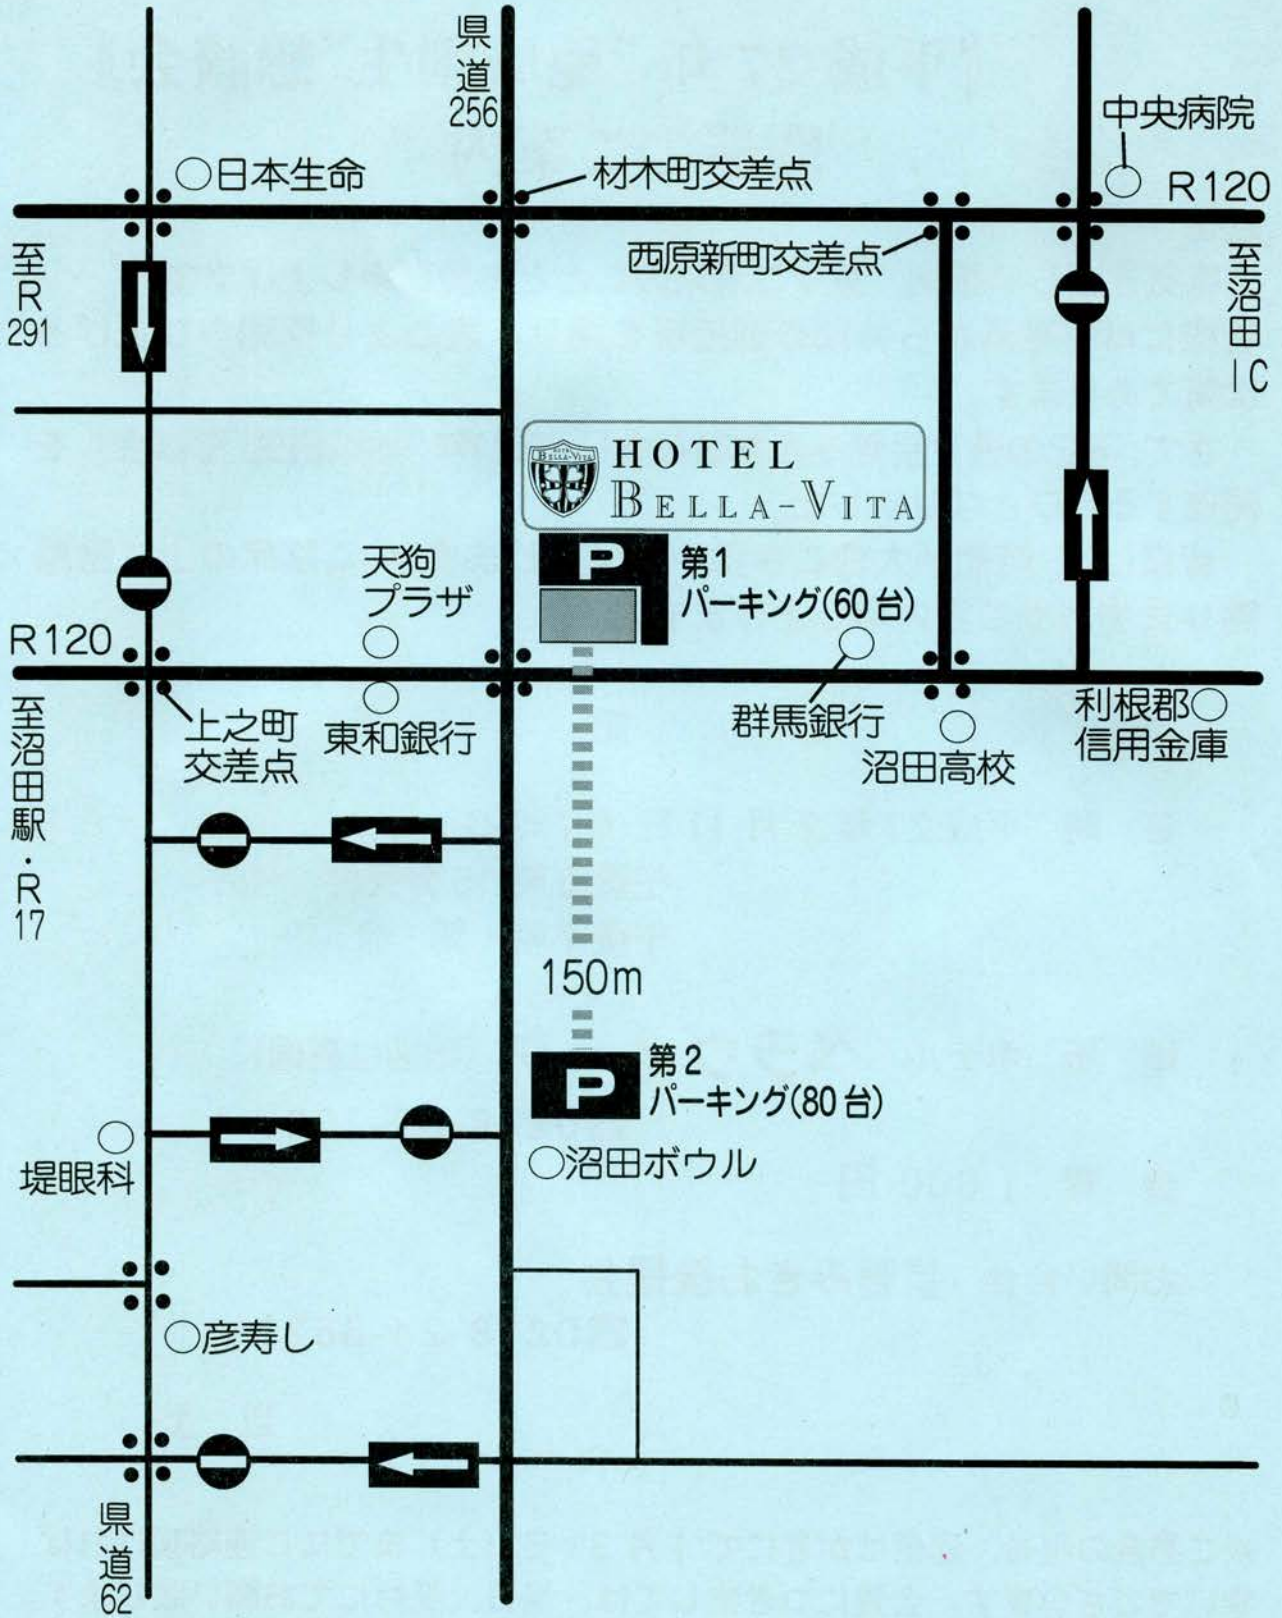 県道
256
中央病院
日本生命
材木町交差点
R120
西原新町交差点
至R
291
至沼田IC
BELLA-VITA
HOTEL
BELLA-VITA
P
第1
パーキング(60台)
天狗
プラザ
R120
上之町
交差点
東和銀行
群馬銀行
沼田高校
利根郡
信用金庫
至沼田駅・R
17
150m
P
第2
パーキング(80台)
沼田ボウル
堤眼科
彦寿し
県道
62